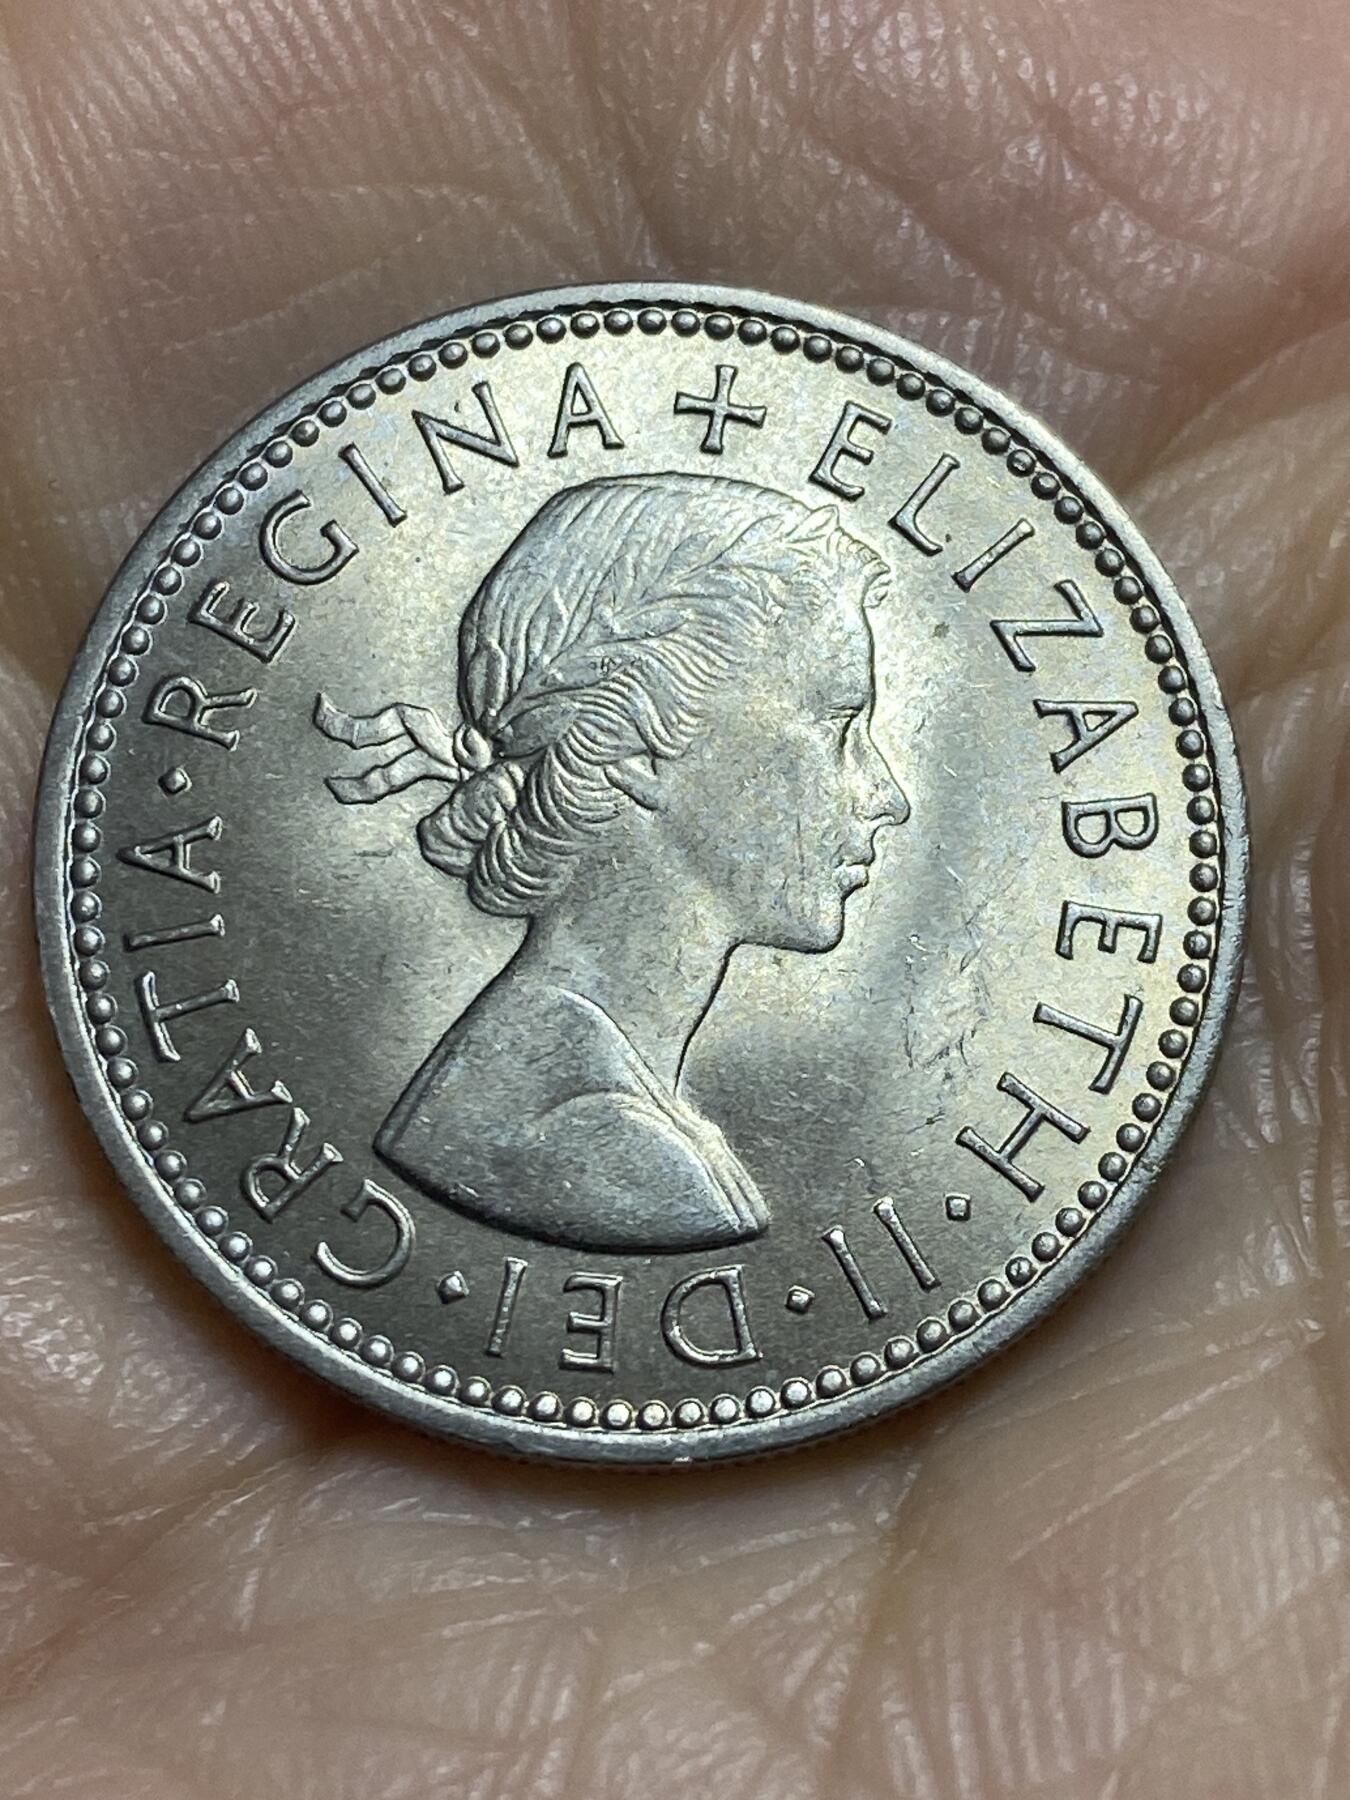 + ELIZABETH · II · DEI · GRATIA · REGINA